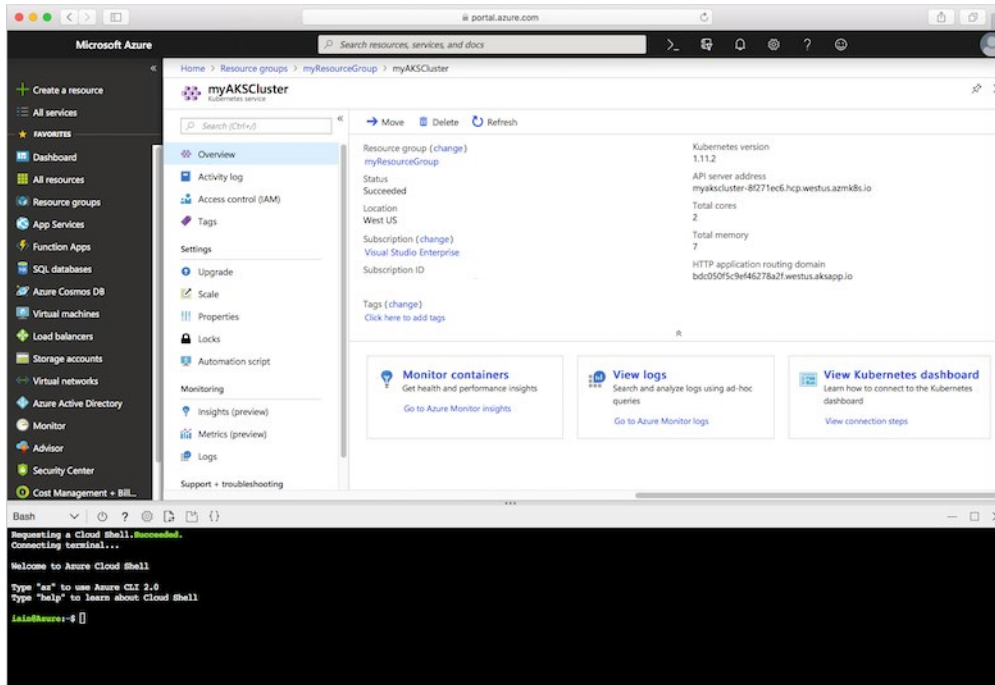 portal.azure.com
Microsoft Azure
Search resources, services, and docs
Home > Resource groups > myResourceGroup > myAKSCluster
myAKSCluster
Kubernetes service
Create a resource
All services
FAVORITES
Dashboard
All resources
Resource groups
App Services
Function Apps
SQL databases
Azure Cosmos DB
Virtual machines
Load balancers
Storage accounts
Virtual networks
Azure Active Directory
Monitor
Advisor
Security Center
Cost Management + Bill...
Search (Ctrl+/)
Overview
Activity log
Access control (IAM)
Tags
Settings
Upgrade
Scale
Properties
Locks
Automation script
Monitoring
Insights (preview)
Metrics (preview)
Logs
Support + troubleshooting
Move Delete Refresh
Resource group (change)
myResourceGroup
Status
Succeeded
Location
West US
Subscription (change)
Visual Studio Enterprise
Subscription ID
Tags (change)
Click here to add tags
Kubernetes version
1.11.2
API server address
myakscluster-8f271ec6.hcp.westus.azmk8s.io
Total cores
2
Total memory
7
HTTP application routing domain
bdc050f5c9ef46278a2f.westus.aksapp.io
Monitor containers
Get health and performance insights
Go to Azure Monitor insights
View logs
Search and analyze logs using ad-hoc
queries
Go to Azure Monitor logs
View Kubernetes dashboard
Learn how to connect to the Kubernetes
dashboard
View connection steps
Bash
Requesting a Cloud Shell.Succeeded.
Connecting terminal...
Welcome to Azure Cloud Shell
Type "az" to use Azure CLI 2.0
Type "help" to learn about Cloud Shell
iain@Azure:~$